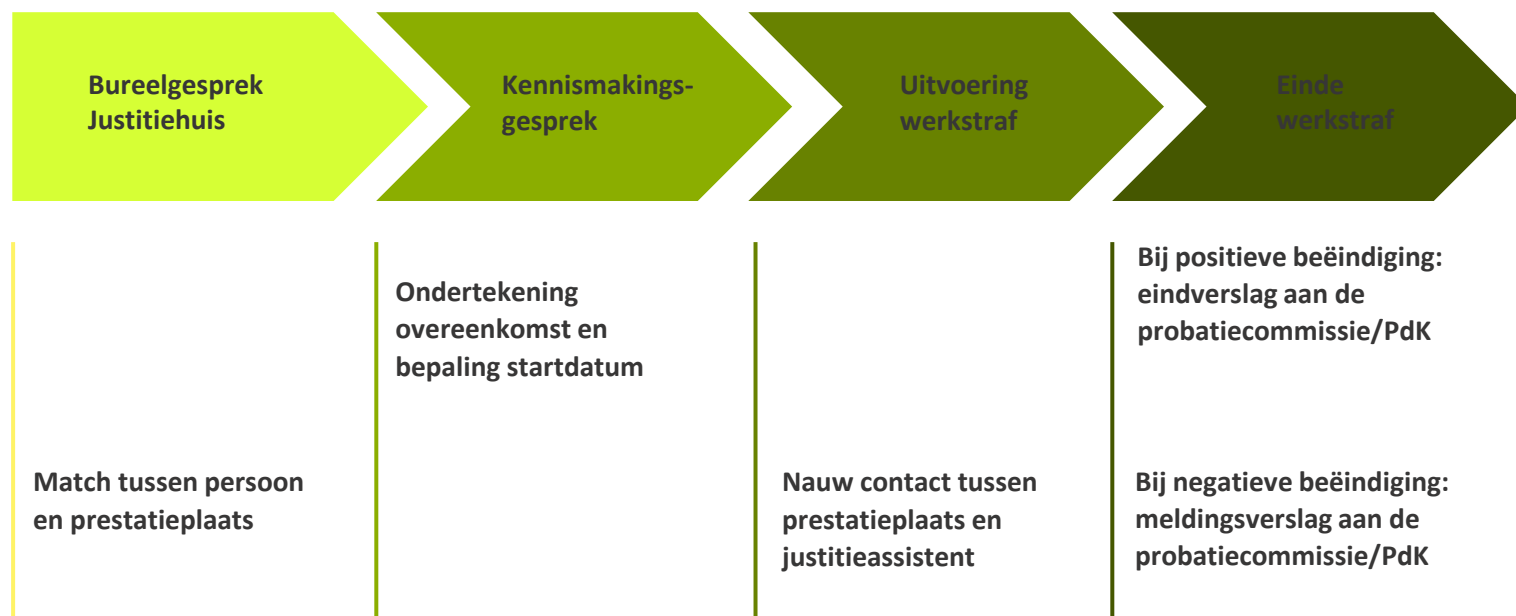 Bureelgesprek
Justitiehuis
Kennismakings-
gesprek
Uitvoering
werkstraf
Einde
werkstraf
Match tussen persoon
en prestatieplaats
Ondertekening
overeenkomst en
bepaling startdatum
Nauw contact tussen
prestatieplaats en
justitieassistent
Bij positieve beëindiging:
eindverslag aan de
probatiecommissie/PdK
Bij negatieve beëindiging:
meldingsverslag aan de
probatiecommissie/PdK